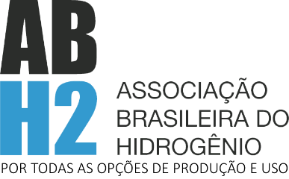 AB
H2
ASSOCIAÇÃO
BRASILEIRA DO
HIDROGÊNIO
POR TODAS AS OPÇÕES DE PRODUÇÃO E USO